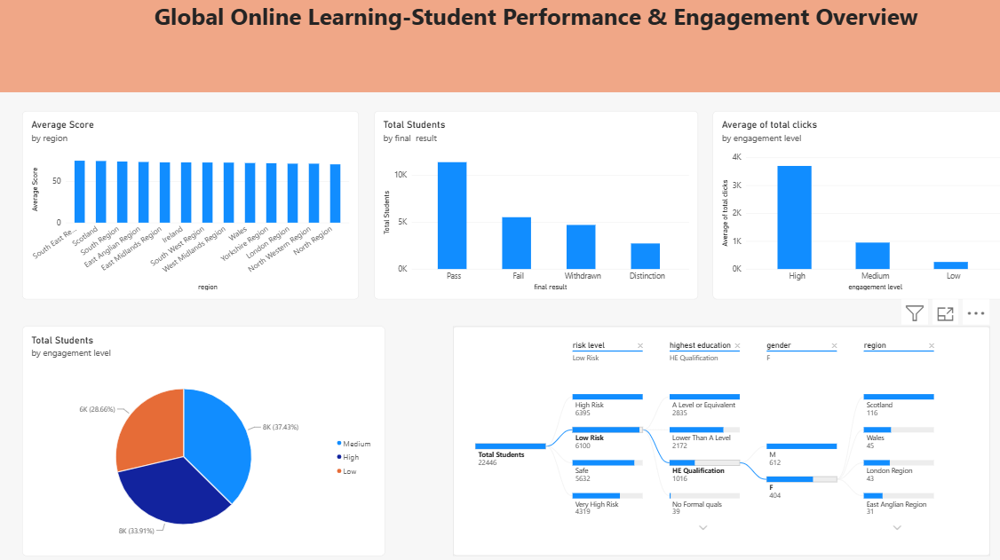 Global Online Learning-Student Performance & Engagement Overview
Average Score
by region
Average Score
50
0
South East Re...
Scotland
South Region
East Anglian Region
East Midlands Region
Ireland
South West Region
West Midlands Region
Wales
Yorkshire Region
London Region
North Western Region
North Region
region
Total Students
by final result
Total Students
10K
5K
0K
Pass Fail Withdrawn Distinction
final result
Average of total clicks
by engagement level
Average of total clicks
4K
3K
2K
1K
0K
High Medium Low
engagement level
Total Students
by engagement level
6K (28.66%)
8K (37.43%)
8K (33.91%)
Medium
High
Low
risk level
Low Risk
highest education
HE Qualification
gender
F
region
Total Students
22446
High Risk
6395
Low Risk
6100
Safe
5632
Very High Risk
4319
A Level or Equivalent
2835
Lower Than A Level
2172
HE Qualification
1016
No Formal quals
39
M
612
F
404
Scotland
116
Wales
45
London Region
43
East Anglian Region
31